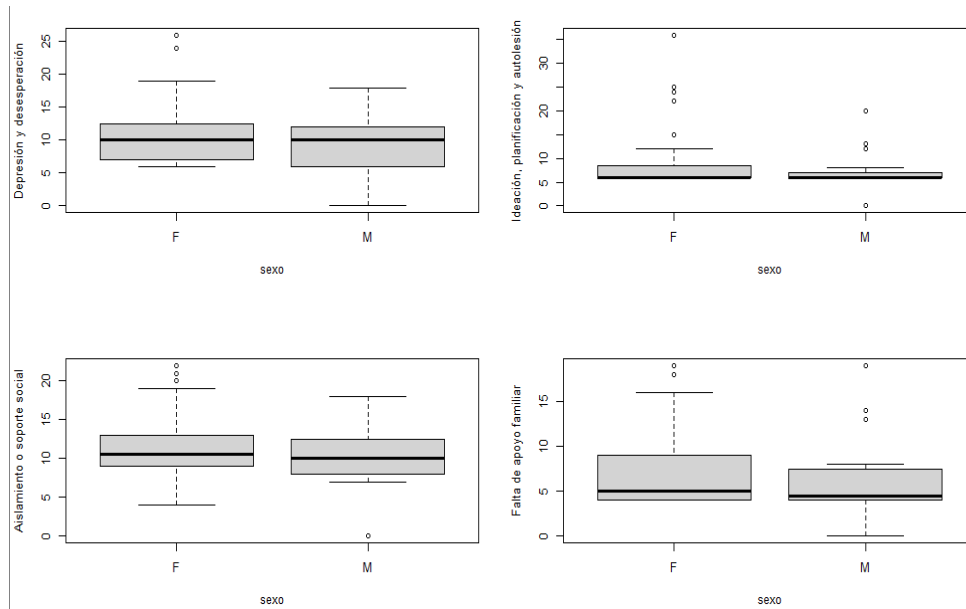 Depresión y desesperación
0 5 10 15 20 25
F M
sexo
Ideación, planificación y autolesión
0 5 10 20 30
F M
sexo
Aislamiento o soporte social
0 5 10 15 20
F M
sexo
Falta de apoyo familiar
0 5 10 15
F M
sexo